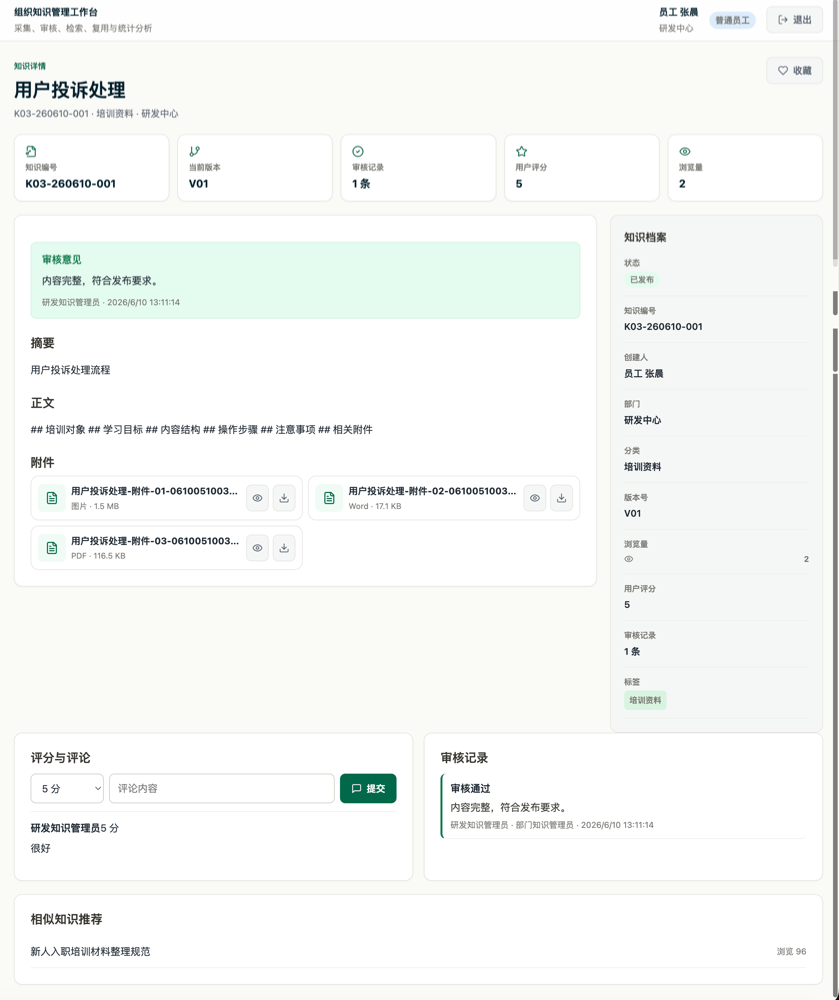 组织知识管理工作台
采集、审核、检索、复用与统计分析
员工 张晨
研发中心
普通员工
退出
知识详情
用户投诉处理
K03-260610-001 · 培训资料 · 研发中心
收藏
知识编号
K03-260610-001
当前版本
V01
审核记录
1 条
用户评分
5
浏览量
2
审核意见
内容完整，符合发布要求。
研发知识管理员 · 2026/6/10 13:11:14
摘要
用户投诉处理流程
正文
## 培训对象 ## 学习目标 ## 内容结构 ## 操作步骤 ## 注意事项 ## 相关附件
附件
用户投诉处理-附件-01-0610051003...
图片 · 1.5 MB
用户投诉处理-附件-02-0610051003...
Word · 17.1 KB
用户投诉处理-附件-03-0610051003...
PDF · 116.5 KB
知识档案
状态
已发布
知识编号
K03-260610-001
创建人
员工 张晨
部门
研发中心
分类
培训资料
版本号
V01
浏览量
2
用户评分
5
审核记录
1 条
标签
培训资料
评分与评论
5 分
评论内容
提交
研发知识管理员5 分
很好
审核记录
审核通过
内容完整，符合发布要求。
研发知识管理员 · 部门知识管理员 · 2026/6/10 13:11:14
相似知识推荐
新人入职培训材料整理规范
浏览 96